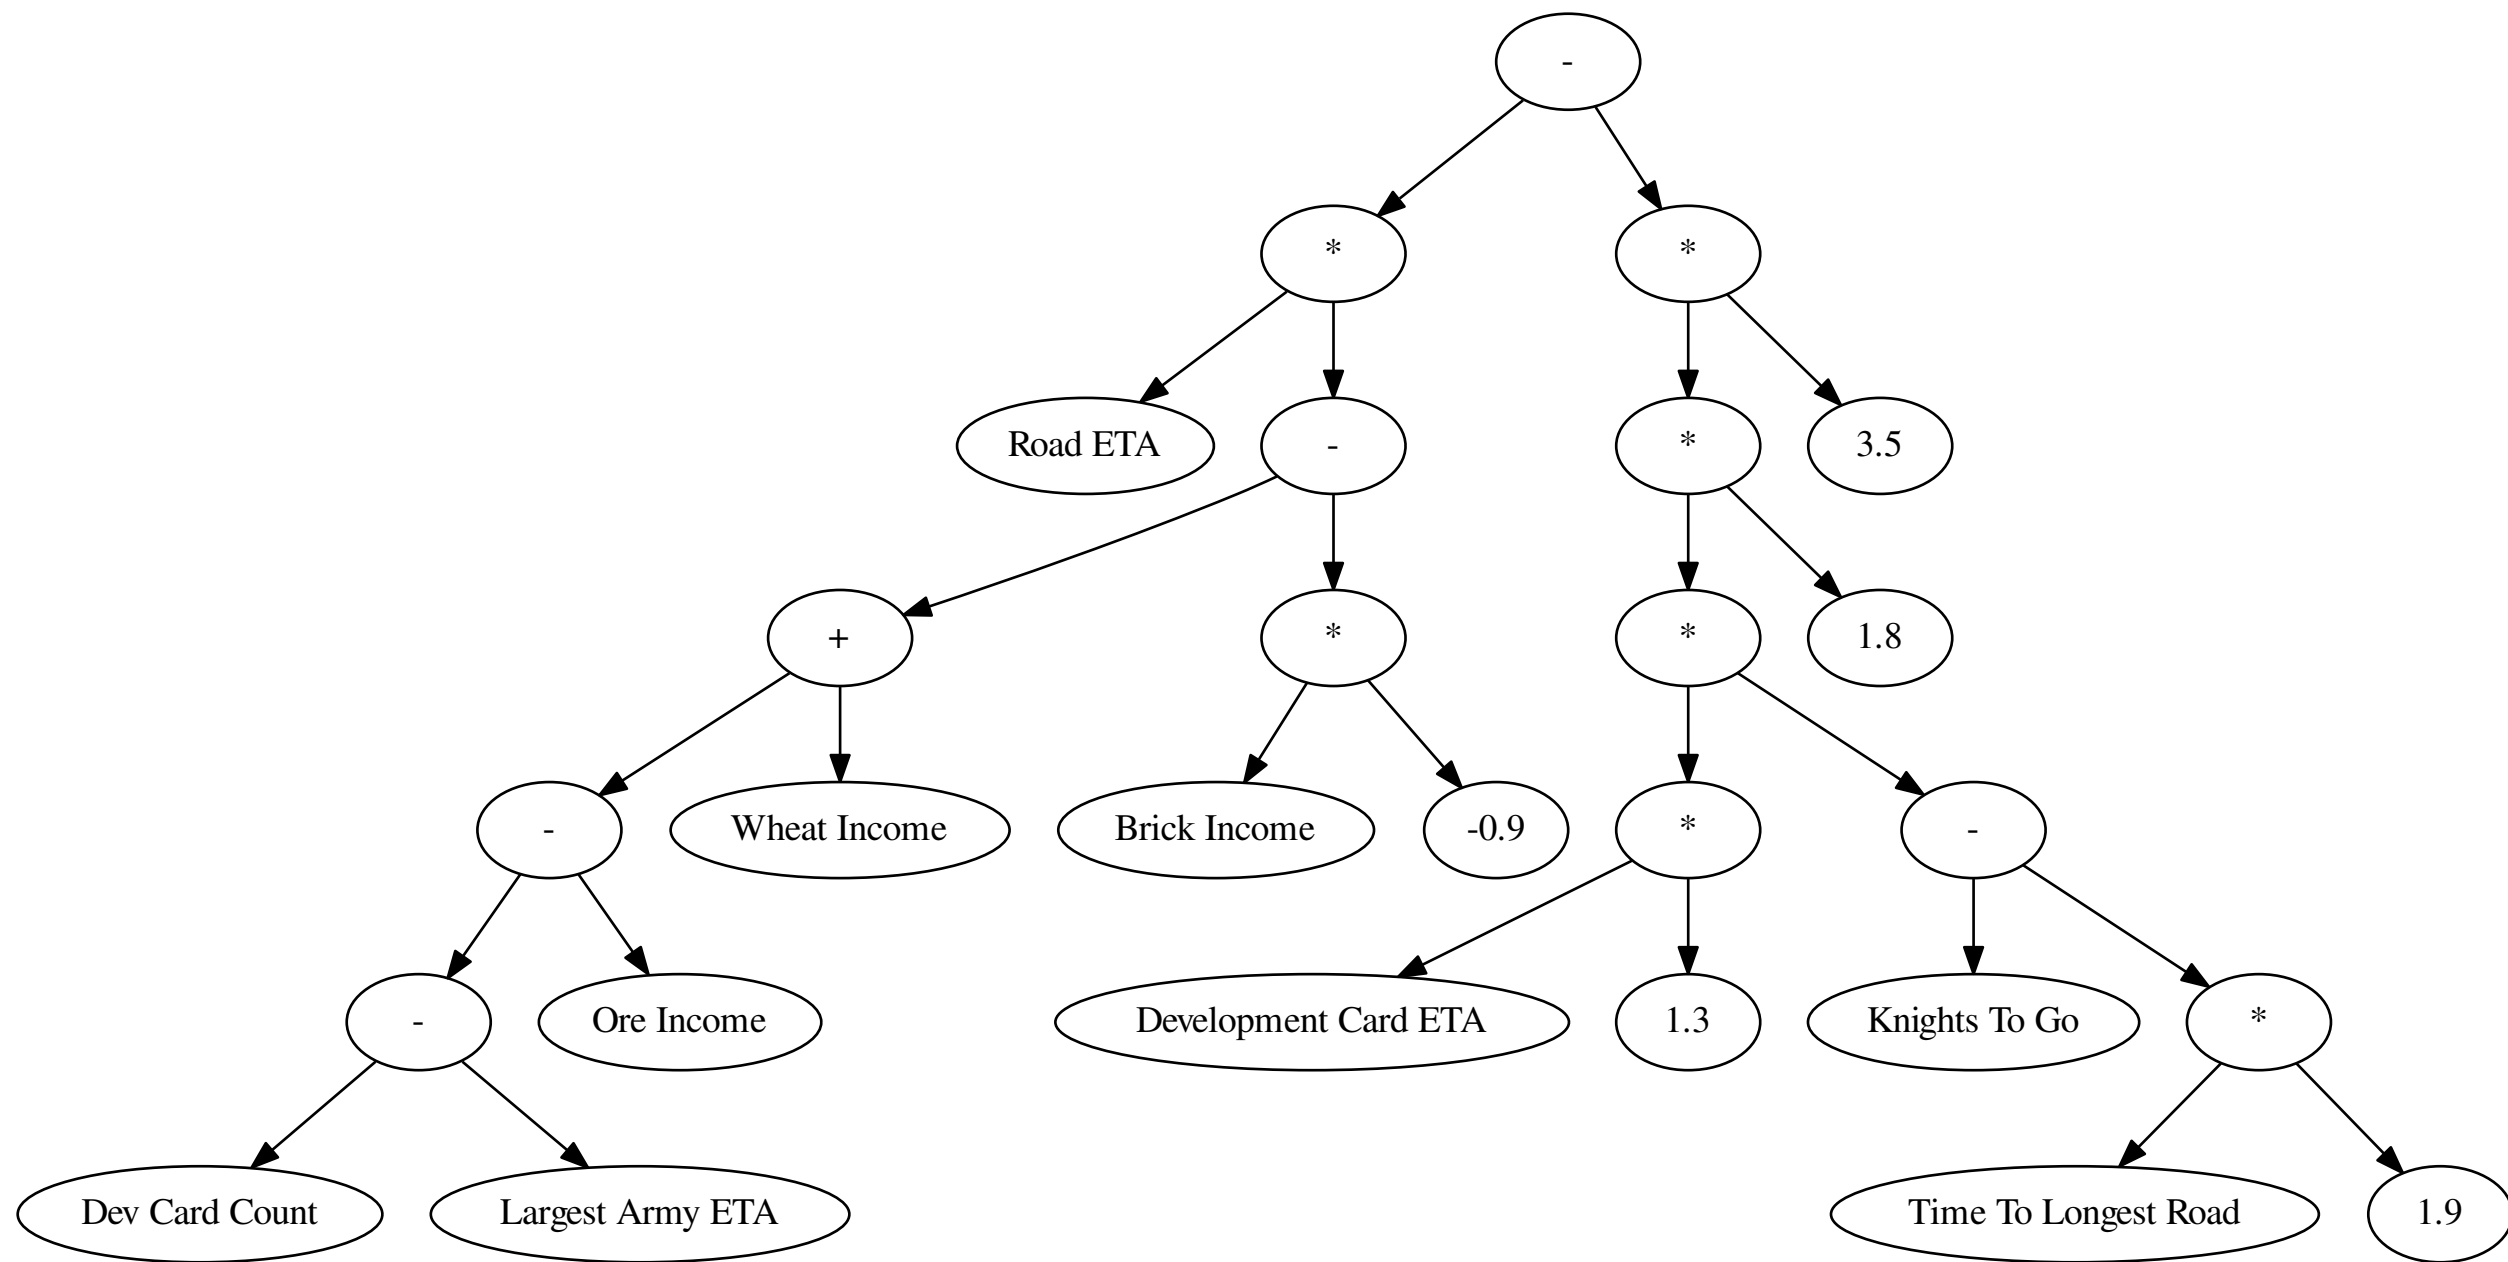 -
*
*
Road ETA
-
*
3.5
+
*
*
1.8
-
Wheat Income
Brick Income
-0.9
*
-
-
Ore Income
Development Card ETA
1.3
Knights To Go
*
Dev Card Count
Largest Army ETA
Time To Longest Road
1.9